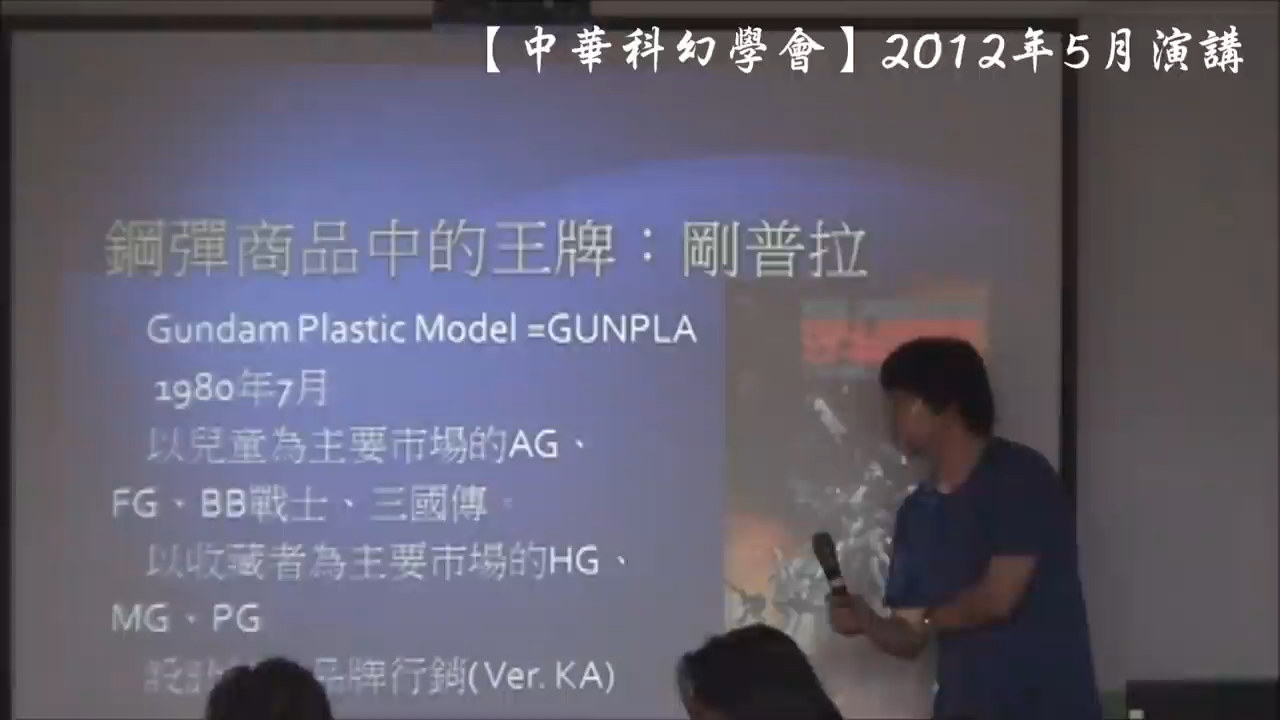 【中華科幻學會】2012年5月演講
鋼彈商品中的王牌：剛普拉
Gundam Plastic Model =GUNPLA
1980年7月
以兒童為主要市場的AG、
FG、BB戰士、三國傳。
以收藏者為主要市場的HG、
MG、PG
品牌行銷(Ver. KA)